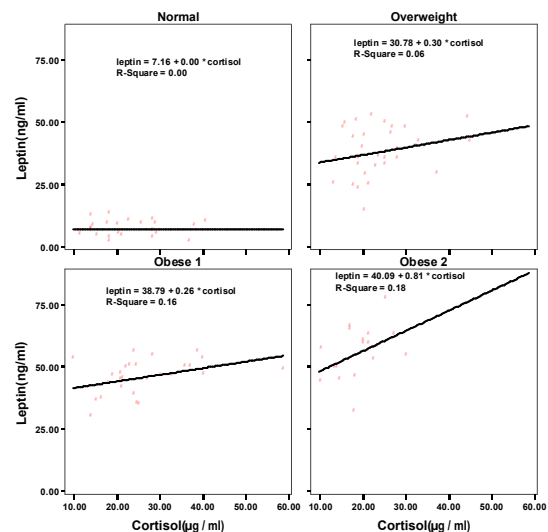 Normal
Overweight
leptin = 7.16 + 0.00 * cortisol
R-Square = 0.00
leptin = 30.78 + 0.30 * cortisol
R-Square = 0.06
75.00
50.00
25.00
0.00
Leptin(ng/ml)
Obese 1
Obese 2
leptin = 38.79 + 0.26 * cortisol
R-Square = 0.16
leptin = 40.09 + 0.81 * cortisol
R-Square = 0.18
75.00
50.00
25.00
0.00
Leptin(ng/ml)
10.00 20.00 30.00 40.00 50.00 60.00
10.00 20.00 30.00 40.00 50.00 60.00
Cortisol(µg / ml)
Cortisol(µg / ml)